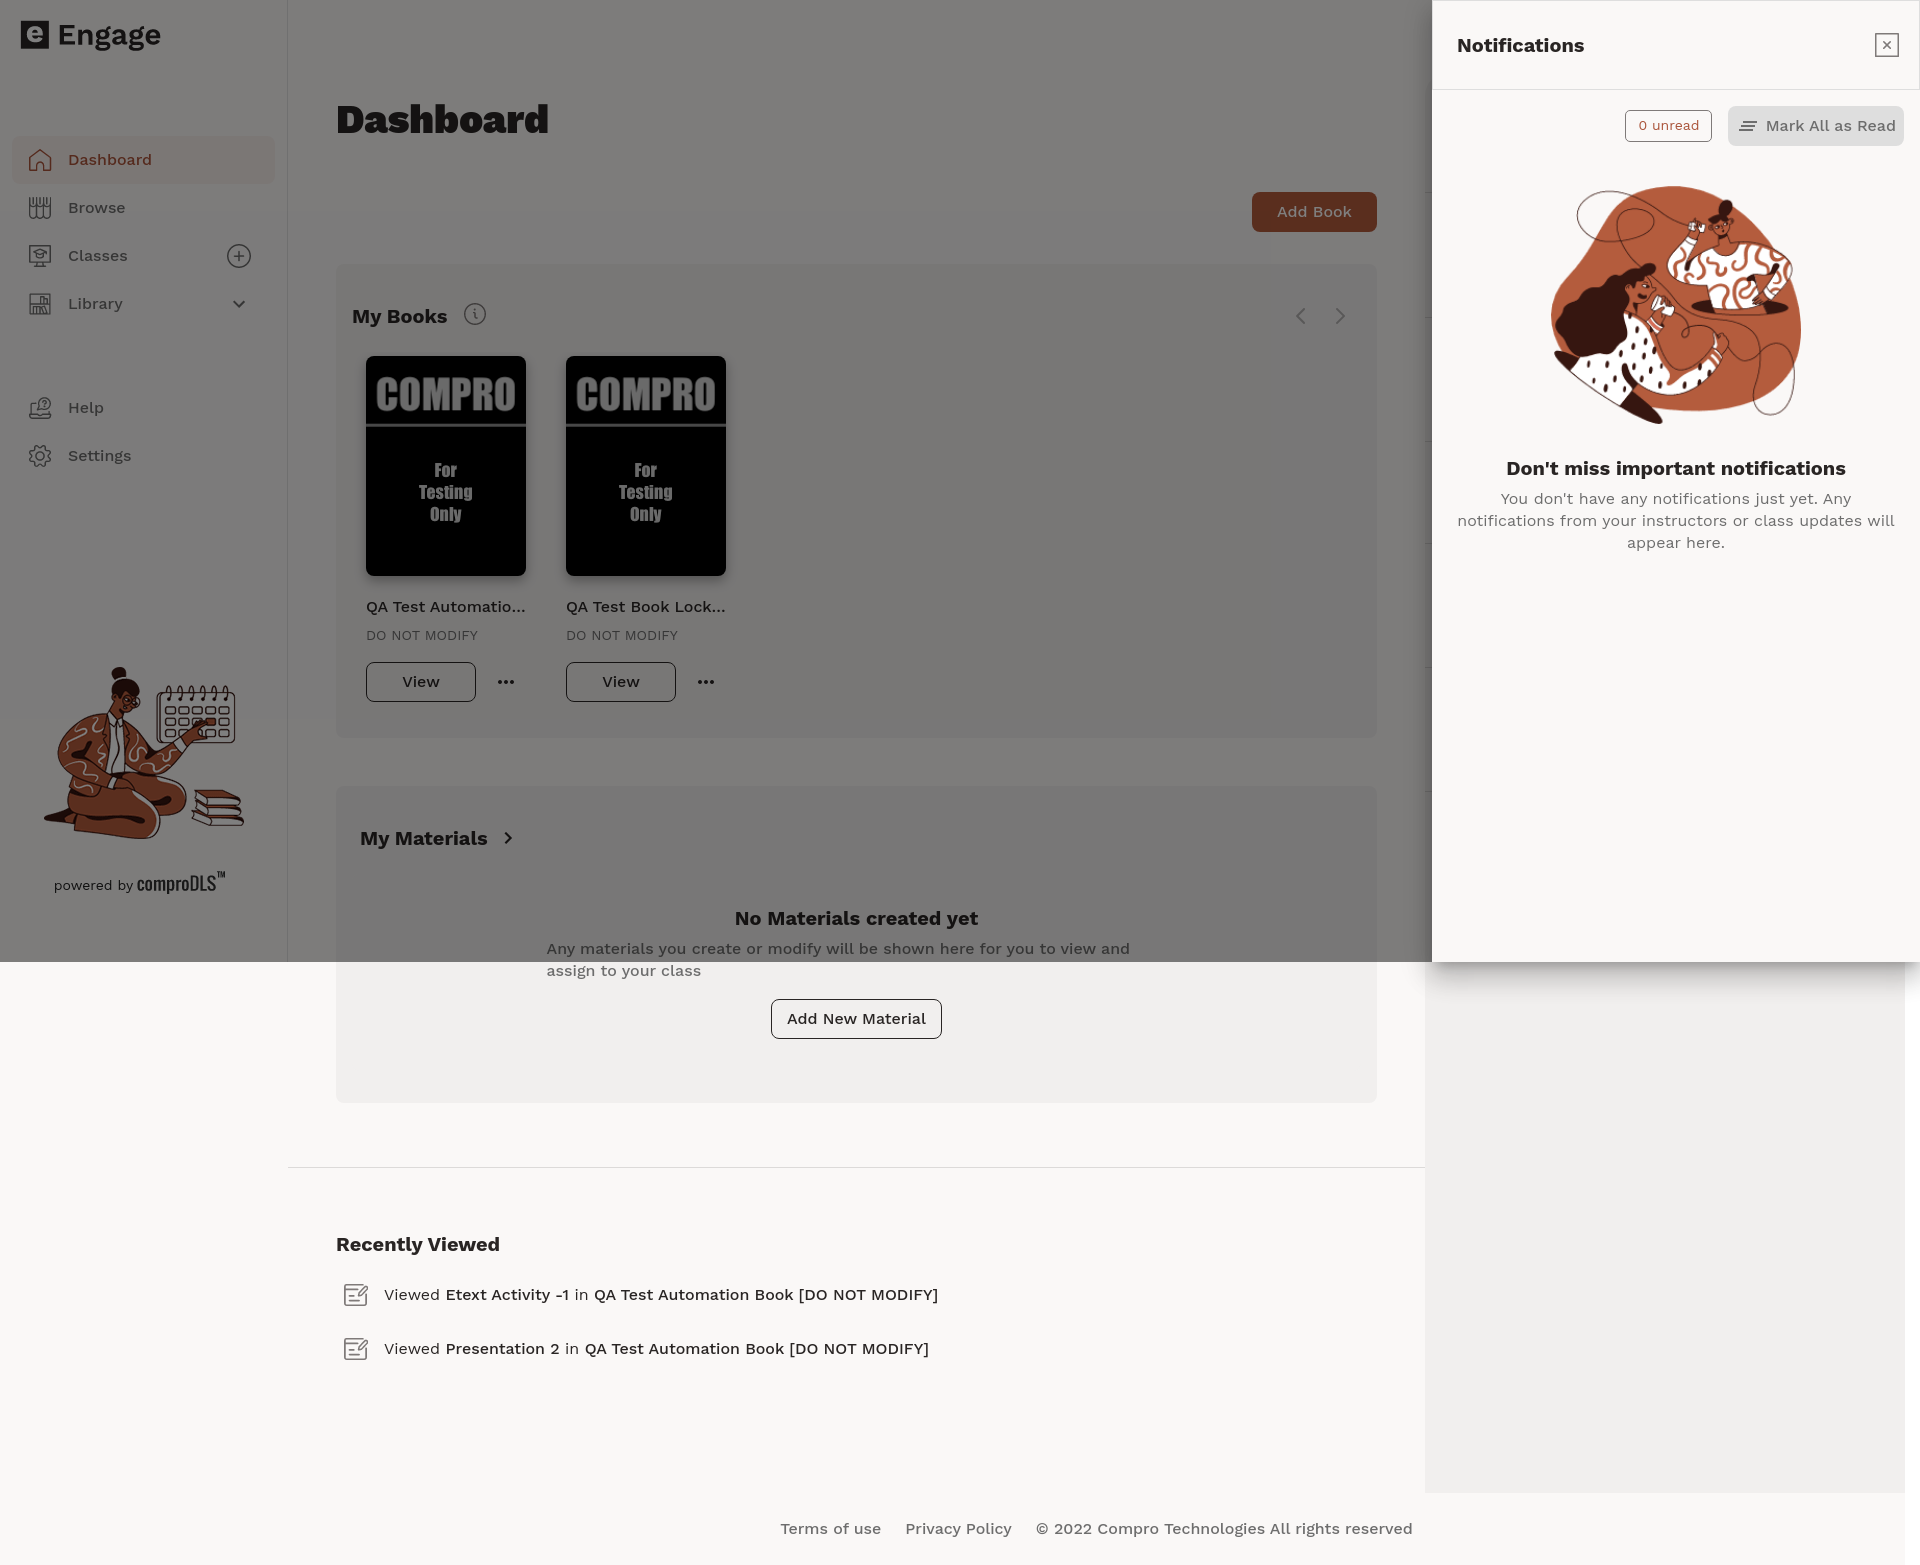 e Engage
Dashboard
Browse
Classes
Library
Help
Settings
powered by comproDLS™
Dashboard
Add Book
My Books
COMPRO
For
Testing
Only
QA Test Automatio...
DO NOT MODIFY
View
COMPRO
For
Testing
Only
QA Test Book Lock...
DO NOT MODIFY
View
My Materials
No Materials created yet
Any materials you create or modify will be shown here for you to view and
assign to your class
Add New Material
Recently Viewed
Viewed Etext Activity -1 in QA Test Automation Book [DO NOT MODIFY]
Viewed Presentation 2 in QA Test Automation Book [DO NOT MODIFY]
Terms of use Privacy Policy © 2022 Compro Technologies All rights reserved
Notifications
0 unread
Mark All as Read
Don't miss important notifications
You don't have any notifications just yet. Any
notifications from your instructors or class updates will
appear here.